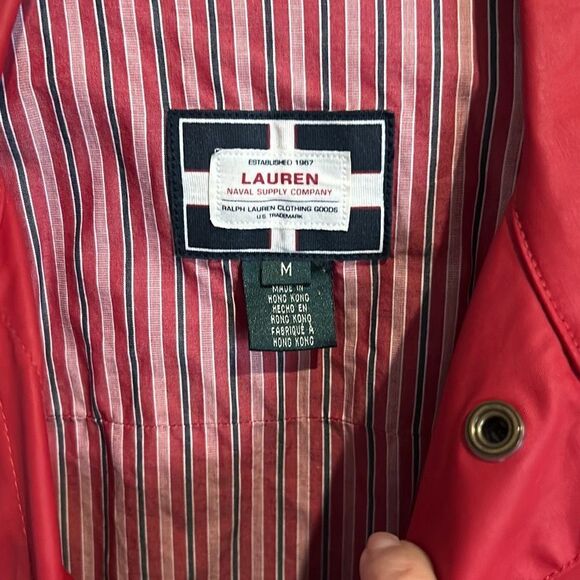 ESTABLISHED 1967
LAUREN
NAVAL SUPPLY COMPANY
RALPH LAUREN CLOTHING GOODS
U.S. TRADEMARK
M
MADE IN
HONG KONG
HECHO EN
HONG KONG
FABRIQUÉ À
HONG KONG